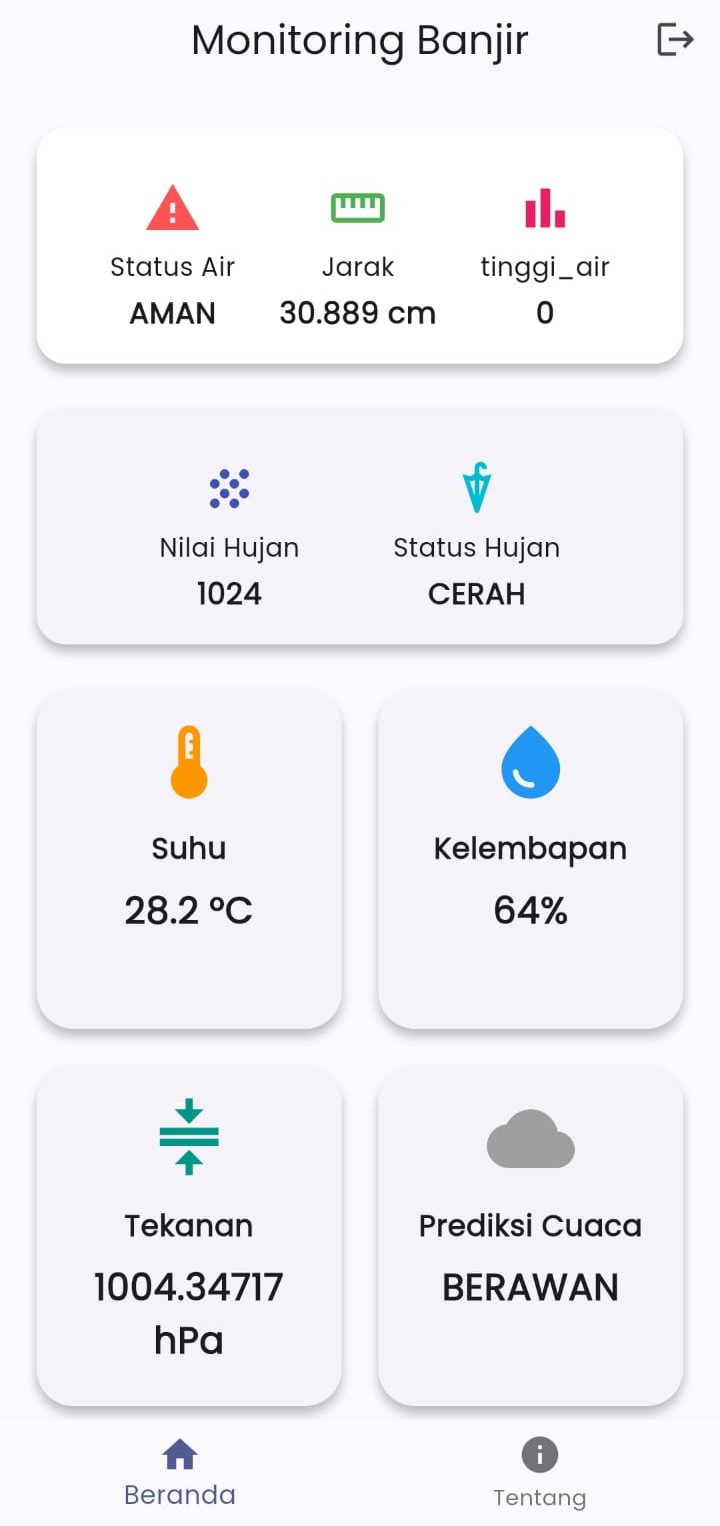 Monitoring Banjir
Status Air
Jarak
tinggi_air
AMAN
30.889 cm
0
Nilai Hujan
Status Hujan
1024
CERAH
Suhu
Kelembapan
28.2 °C
64%
Tekanan
Prediksi Cuaca
1004.34717
hPa
BERAWAN
Beranda
Tentang